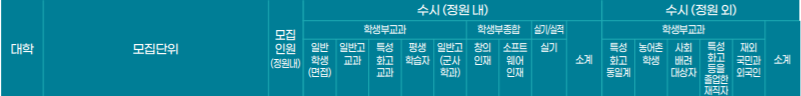 대학 모집단위 모집 인원 (정원내) 수시 (정원 내) 수시 (정원 외)
학생부교과 학생부종합 실기/실적 소계 학생부교과 소계
일반 학생 (면접) 일반고 교과 특성 화고 교과 평생 학습자 일반고 (군사 학과) 창의 인재 소프트 웨어 인재 실기 특성 화고 동일계 농어촌 학생 사회 배려 대상자 특성 화고 등을 졸업한 재직자 재외 국민과 외국인